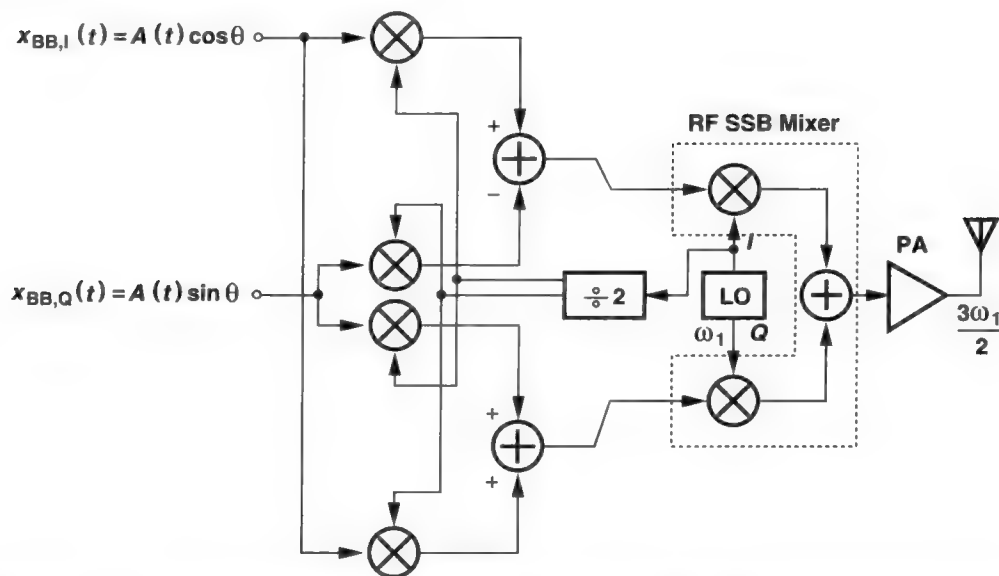 x_BB,I (t) = A(t) cos θ
+
RF SSB Mixer
−
I
PA
x_BB,Q (t) = A(t) sin θ
÷ 2
LO
ω₁ Q
3ω₁
2
+
+